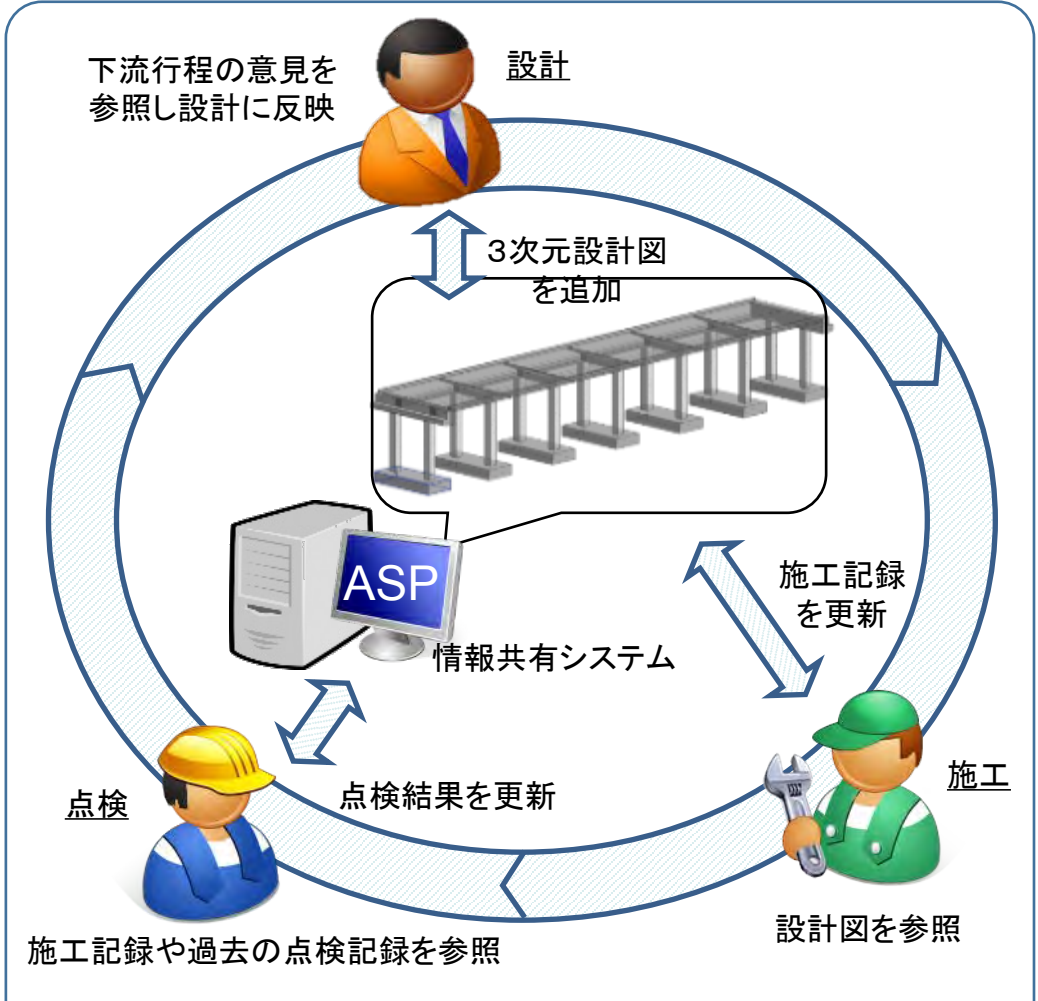 設計
下流行程の意見を
参照し設計に反映
３次元設計図
を追加
ASP
情報共有システム
施工記録
を更新
施工
設計図を参照
点検結果を更新
点検
施工記録や過去の点検記録を参照